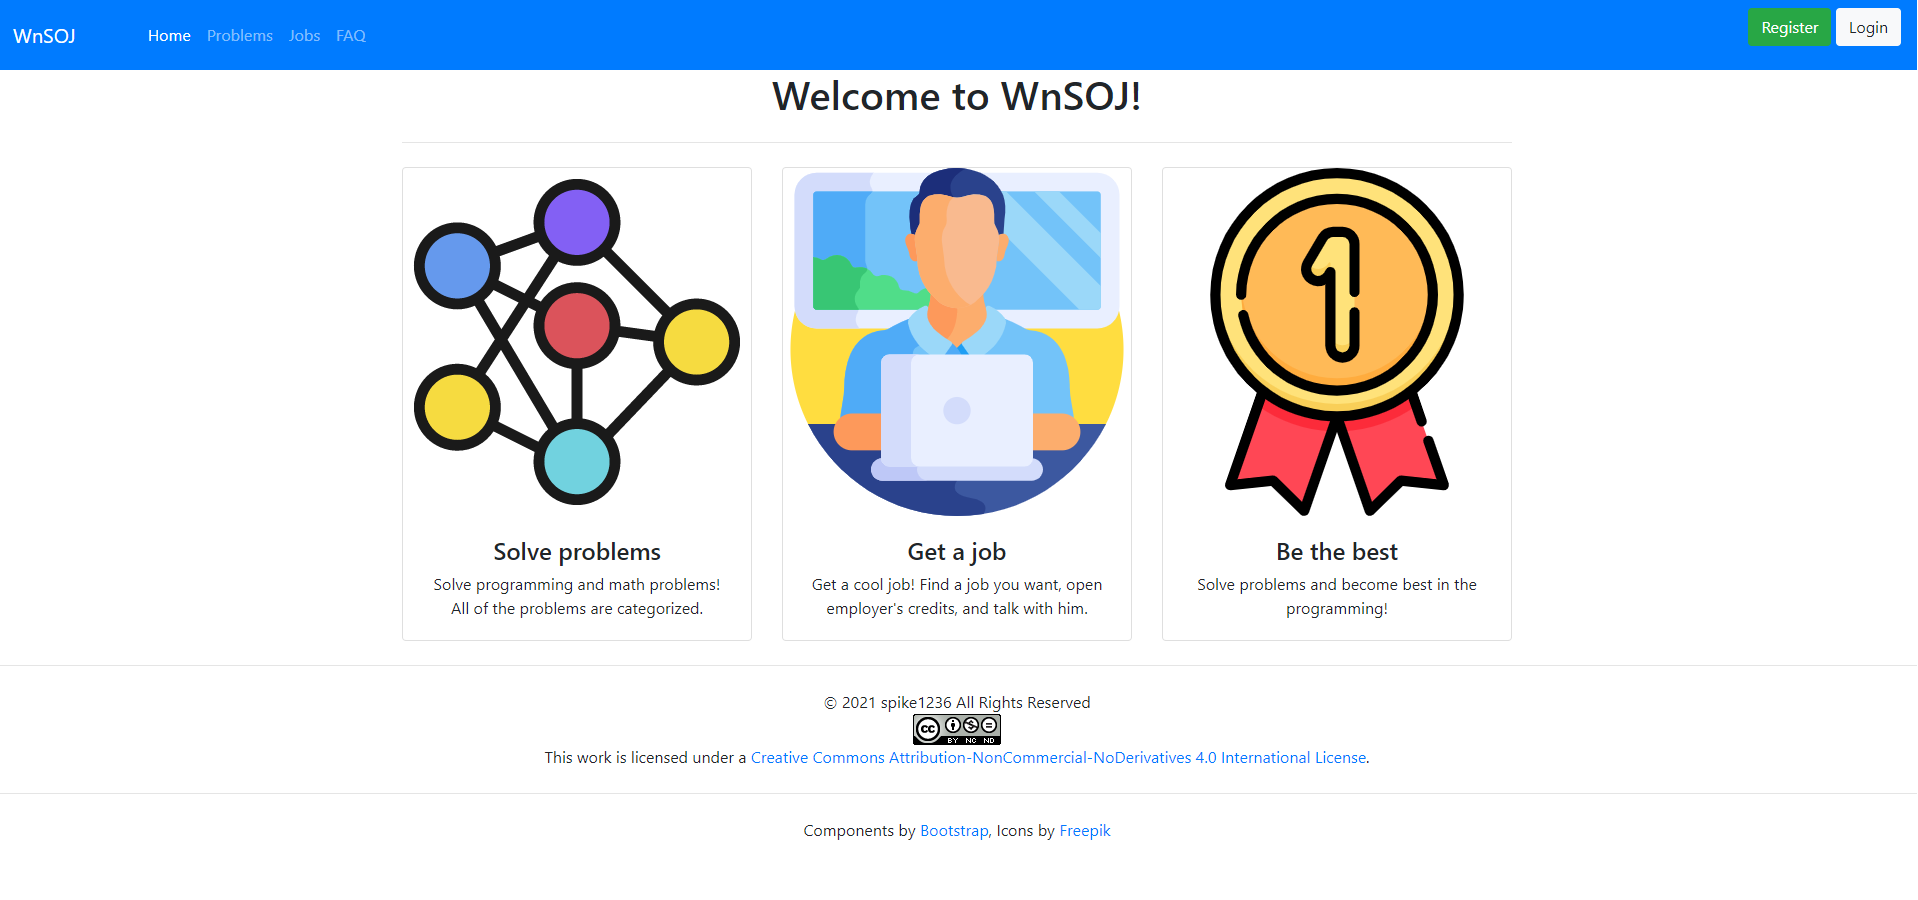 WnSOJ Home Problems Jobs FAQ Register Login
Welcome to WnSOJ!
1
Solve problems
Solve programming and math problems!
All of the problems are categorized.
Get a job
Get a cool job! Find a job you want, open
employer's credits, and talk with him.
Be the best
Solve problems and become best in the
programming!
© 2021 spike1236 All Rights Reserved
cc BY NC ND
This work is licensed under a Creative Commons Attribution-NonCommercial-NoDerivatives 4.0 International License.
Components by Bootstrap, Icons by Freepik